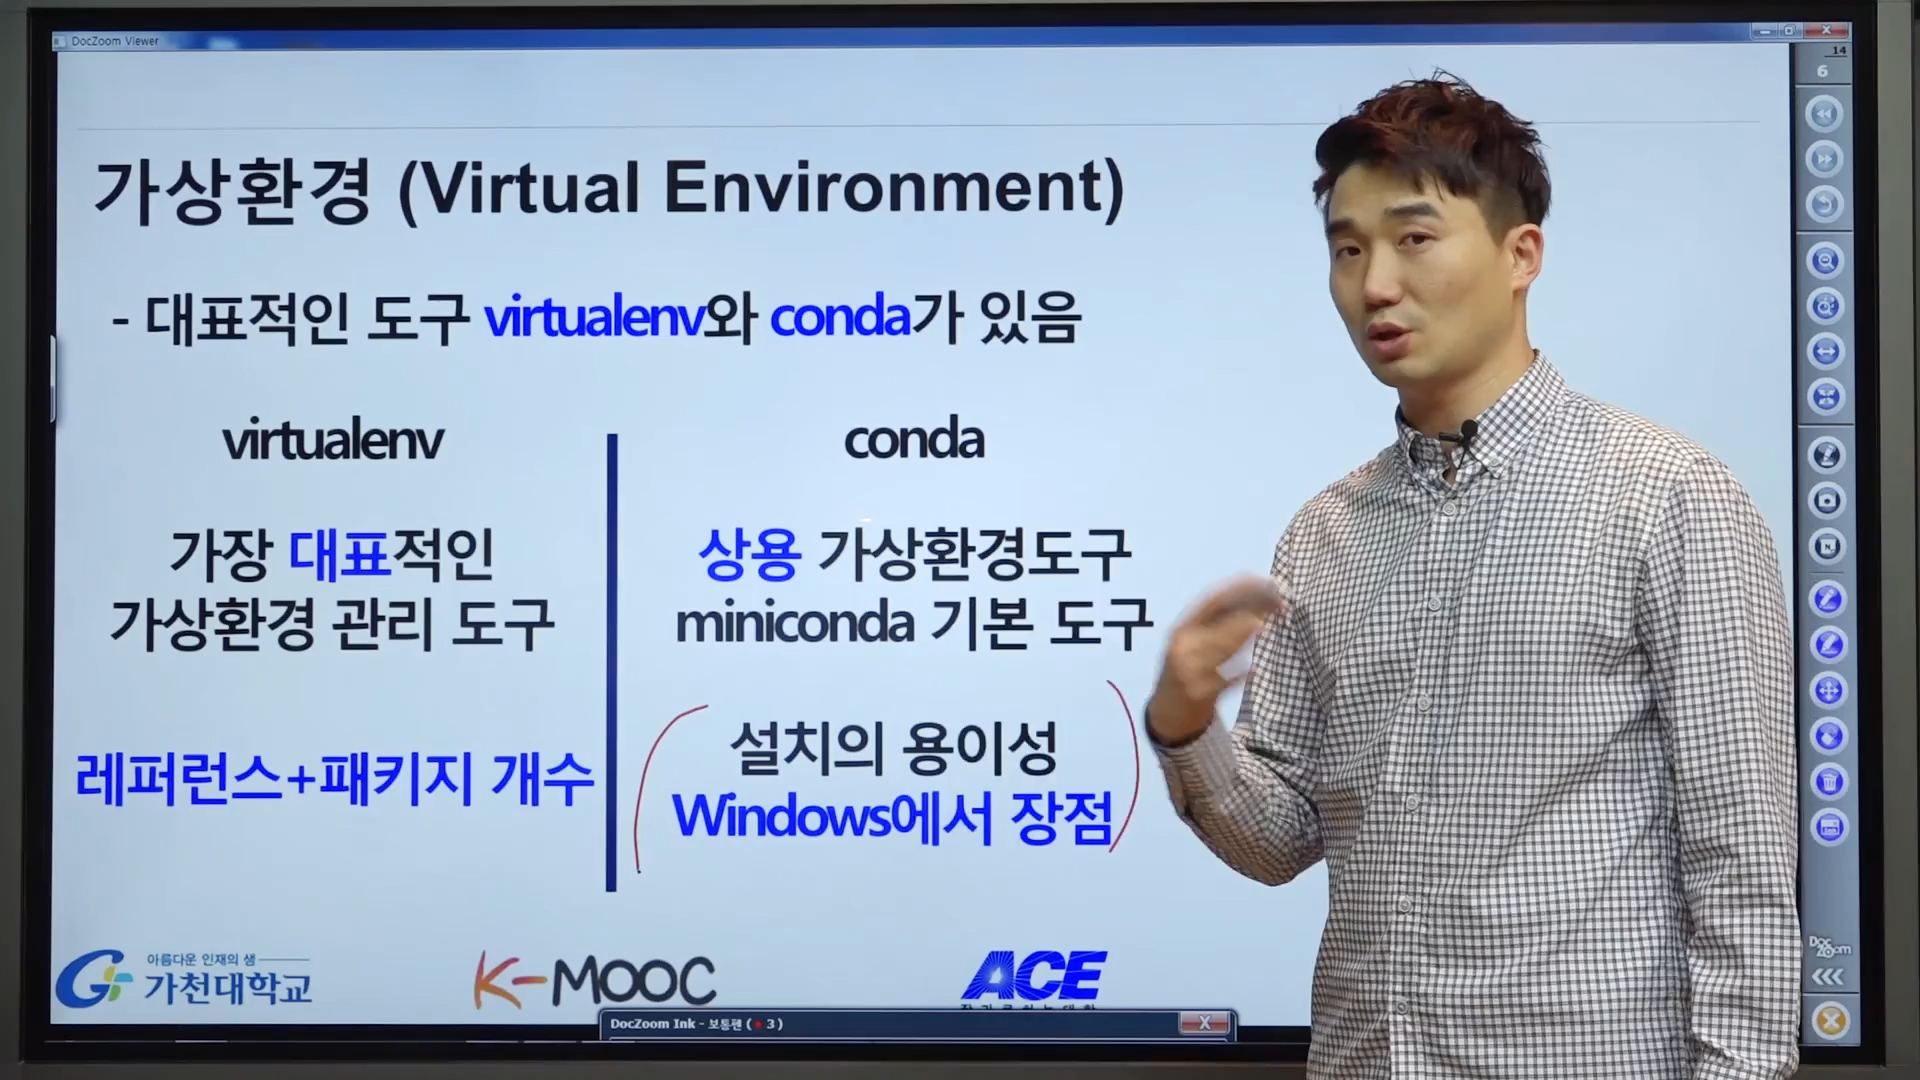 DocZoom Viewer
14
6
가상환경 (Virtual Environment)
- 대표적인 도구 virtualenv와 conda가 있음
virtualenv
가장 대표적인
가상환경 관리 도구
레퍼런스+패키지 개수
conda
상용 가상환경도구
miniconda 기본 도구
설치의 용이성
Windows에서 장점
아름다운 인재의 샘
가천대학교
K-MOOC
ACE
DocZoom Ink - 보통펜 ( 3 )
DocZoom